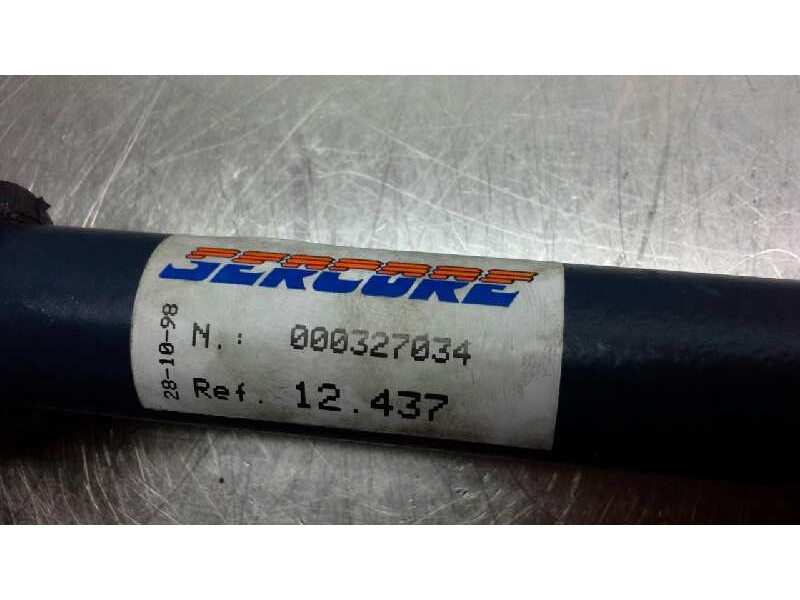 SERCORE
28-10-98
N.: 000327034
Ref. 12.437